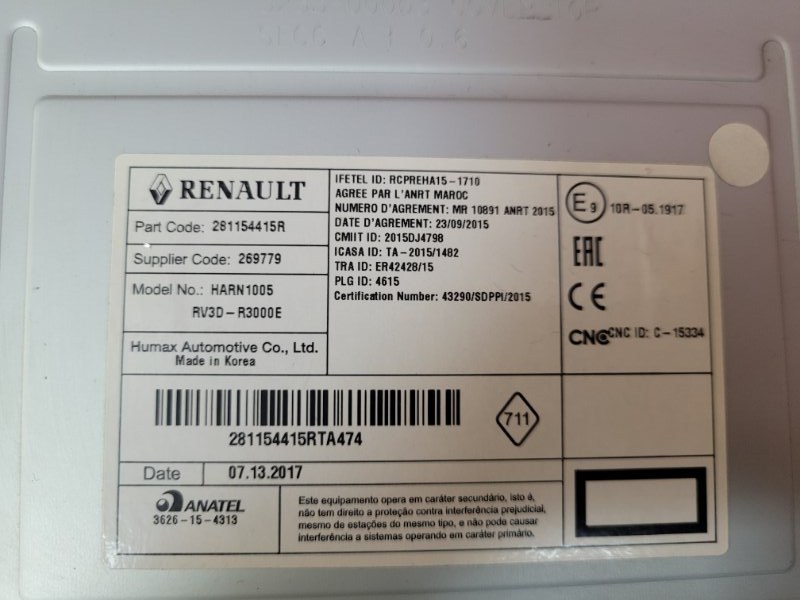 RENAULT
Part Code: 281154415R
Supplier Code: 269779
Model No.: HARN1005
RV3D-R3000E
Humax Automotive Co., Ltd.
Made in Korea
IFETEL ID: RCPREHA15-1710
AGREE PAR L'ANRT MAROC
NUMERO D'AGREMENT: MR 10891 ANRT 2015
DATE D'AGREMENT: 23/09/2015
CMIIT ID: 2015DJ4798
ICASA ID: TA-2015/1482
TRA ID: ER42428/15
PLG ID: 4615
Certification Number: 43290/SDPPI/2015
E9 10R-05.1917
EAC
CE
CNC CNC ID: C-15334
281154415RTA474
711
Date 07.13.2017
ANATEL
3626-15-4313
Este equipamento opera em caráter secundário, isto é,
não tem direito a proteção contra interferência prejudicial,
mesmo de estações do mesmo tipo, e não pode causar
interferência a sistemas operando em caráter primário.